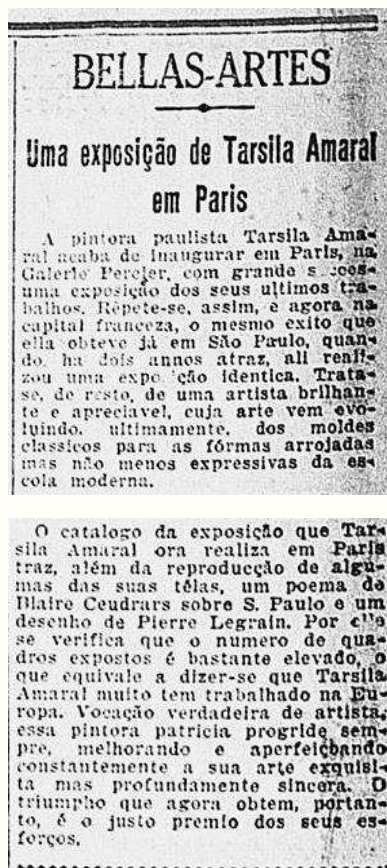 BELLAS-ARTES
Uma exposição de Tarsila Amaral
em Paris
A pintora paulista Tarsila Ama-
ral acaba de inaugurar em Paris, na
Galerie Percier, com grande
uma exposição dos seus ultimos tra-
balhos. Répete-se, assim, e agora na
capital franceza, o mesmo exito que
ella obteve já em São Paulo, quan-
do, ha dois annos atraz, ali reali-
zou uma identica. Trata-
se, de resto, de uma artista brilhan-
te e apreciavel, cuja arte vem evo-
luindo, ultimamente, dos moldes
classicos para as fórmas arrojadas
mas não menos expressivas da es-
cola moderna.
O catalogo da exposição que Tar-
sila Amaral ora realiza em Paris
traz, além da reproducção de algu-
mas das suas télas, um poema de
Blaire Ceudrars sobre S. Paulo e um
desenho de Pierre Legrain. Por
se verifica que o numero de qua-
dros expostos é bastante elevado, o
que equivale a dizer-se que Tarsila
Amaral muito tem trabalhado na Eu-
ropa. Vocação verdadeira de artista,
essa pintora patricia progride sem-
pre, melhorando e aperfeiçoando
constantemente a sua arte exquisi-
ta mas profundamente sincera. O
triumpho que agora obtem, portan-
to, é o justo premio dos seus es-
forços.